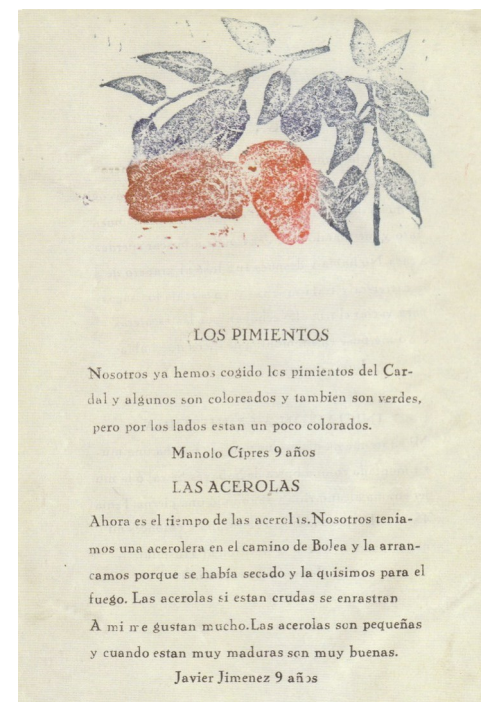 LOS PIMIENTOS
Nosotros ya hemos cogido los pimientos del Car-
dal y algunos son coloreados y tambien son verdes,
pero por los lados estan un poco colorados.
Manolo Cipres 9 años
LAS ACEROLAS
Ahora es el tiempo de las acerolas.Nosotros tenia-
mos una acerolera en el camino de Bolea y la arran-
camos porque se había secado y la quisimos para el
fuego. Las acerolas si estan crudas se enrastran
A mi me gustan mucho.Las acerolas son pequeñas
y cuando estan muy maduras son muy buenas.
Javier Jimenez 9 años